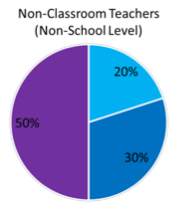 Non-Classroom Teachers
(Non-School Level)
20%
50%
30%